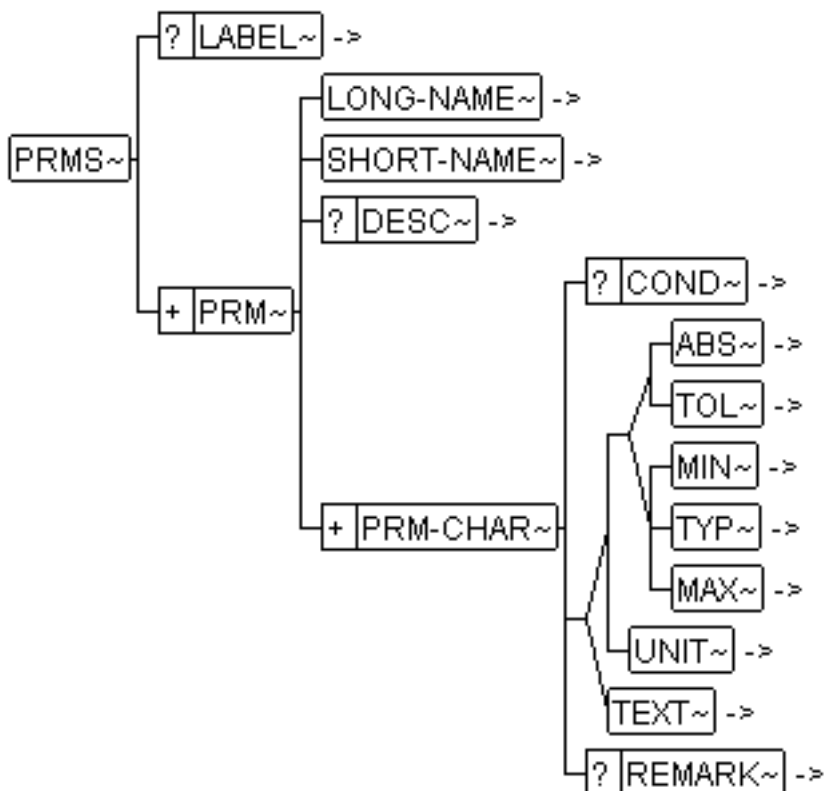 ? LABEL~ ->
LONG-NAME~ ->
PRMS~ SHORT-NAME~ ->
? DESC~ ->
? COND~ ->
+ PRM~
ABS~ ->
TOL~ ->
MIN~ ->
+ PRM-CHAR~ TYP~ ->
MAX~ ->
UNIT~ ->
TEXT~ ->
? REMARK~ ->